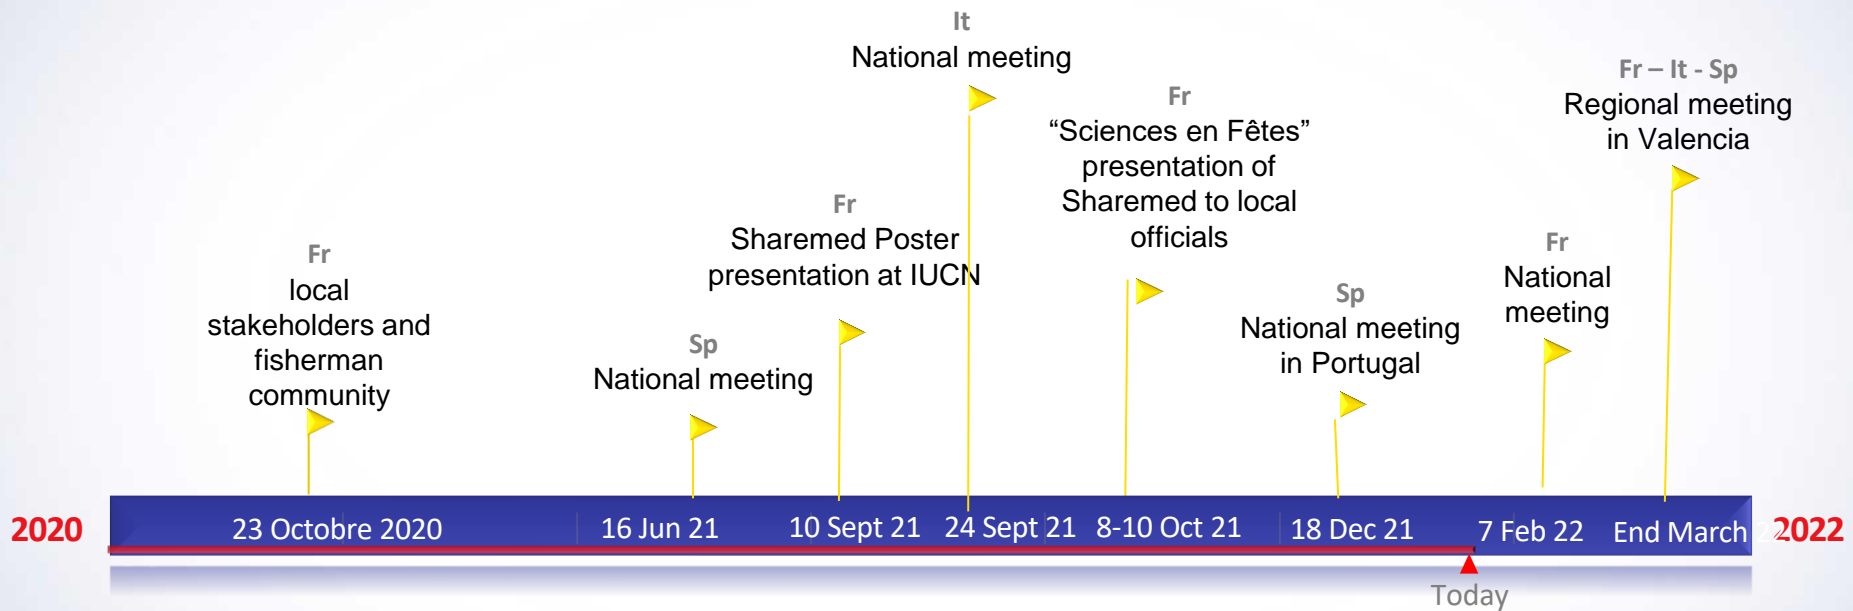 Fr
local
stakeholders and
fisherman
community
Sp
National meeting
Fr
Sharemed Poster
presentation at IUCN
It
National meeting
Fr
“Sciences en Fêtes”
presentation of
Sharemed to local
officials
Sp
National meeting
in Portugal
Fr
National
meeting
Fr – It - Sp
Regional meeting
in Valencia
2020
23 Octobre 2020
16 Jun 21
10 Sept 21
24 Sept 21
8-10 Oct 21
18 Dec 21
7 Feb 22
End March 22
2022
Today